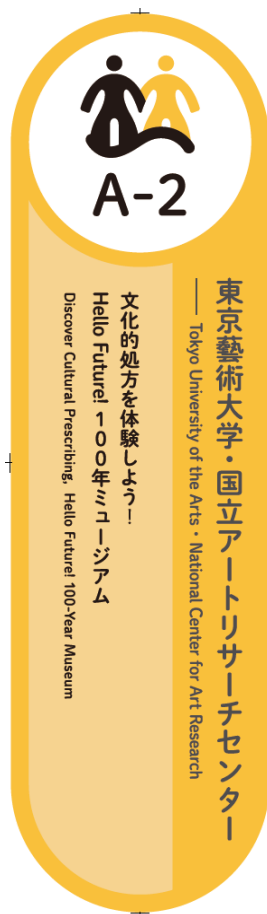 A-2
東京藝術大学・国立アートリサーチセンター
── Tokyo University of the Arts・National Center for Art Research
文化的処方を体験しよう！
Hello Future! 100年ミュージアム
Discover Cultural Prescribing, Hello Future! 100-Year Museum